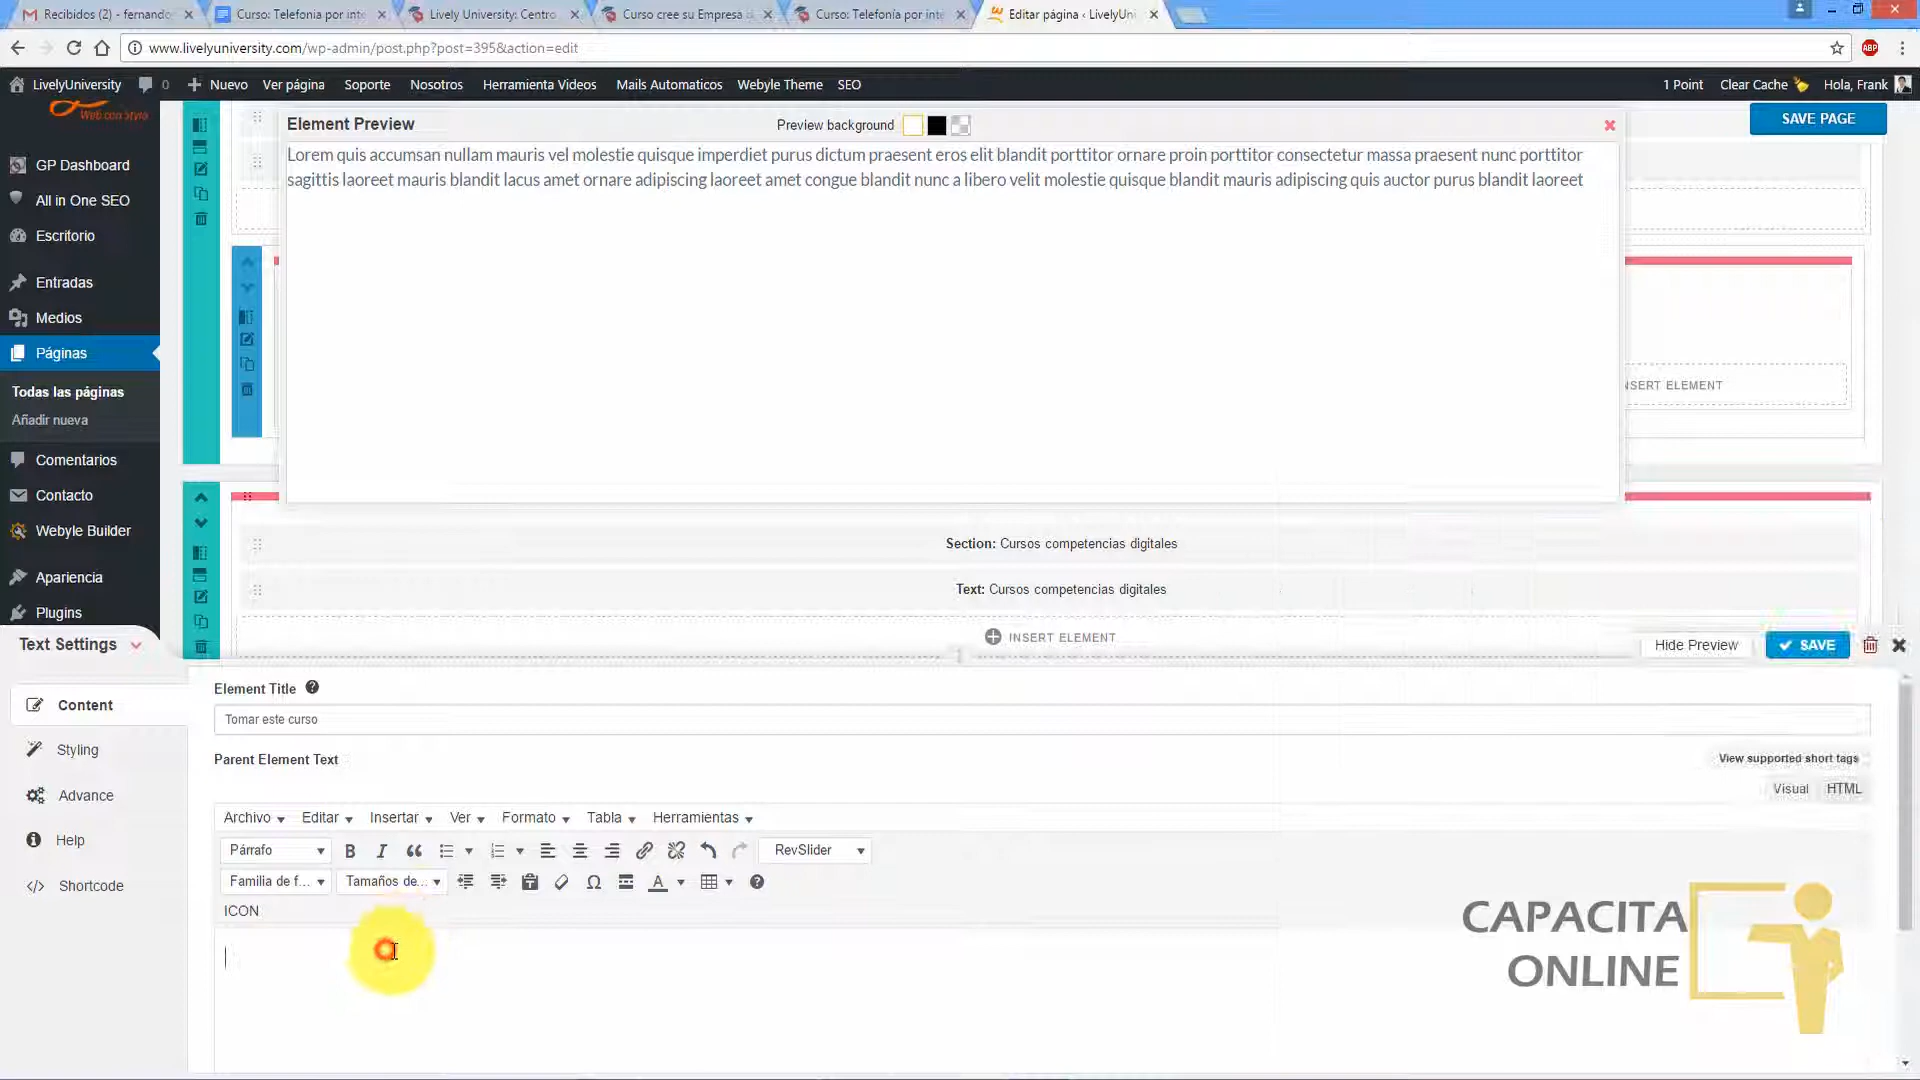 Recibidos (2) - fernando
Curso: Telefonía por inte
Lively University: Centro
Curso cree su Empresa d
Curso: Telefonía por inte
Editar página ‹ LivelyUni
www.livelyuniversity.com/wp-admin/post.php?post=395&action=edit
ABP
LivelyUniversity 0 Nuevo Ver página Soporte Nosotros Herramienta Videos Mails Automaticos Webyle Theme SEO 1 Point Clear Cache Hola, Frank
Web con Stylo
GP Dashboard
All in One SEO
Escritorio
Entradas
Medios
Páginas
Todas las páginas
Añadir nueva
Comentarios
Contacto
Webyle Builder
Apariencia
Plugins
Element Preview
Preview background
SAVE PAGE
Lorem quis accumsan nullam mauris vel molestie quisque imperdiet purus dictum praesent eros elit blandit porttitor ornare proin porttitor consectetur massa praesent nunc porttitor
sagittis laoreet mauris blandit lacus amet ornare adipiscing laoreet amet congue blandit nunc a libero velit molestie quisque blandit mauris adipiscing quis auctor purus blandit laoreet
NSERT ELEMENT
Section: Cursos competencias digitales
Text: Cursos competencias digitales
INSERT ELEMENT
Text Settings
Hide Preview
SAVE
Content
Styling
Advance
Help
Shortcode
Element Title
Tomar este curso
Parent Element Text
View supported short tags
Visual HTML
Archivo Editar Insertar Ver Formato Tabla Herramientas
Párrafo B I RevSlider
Familia de f... Tamaños de... Ω A
ICON
CAPACITA
ONLINE